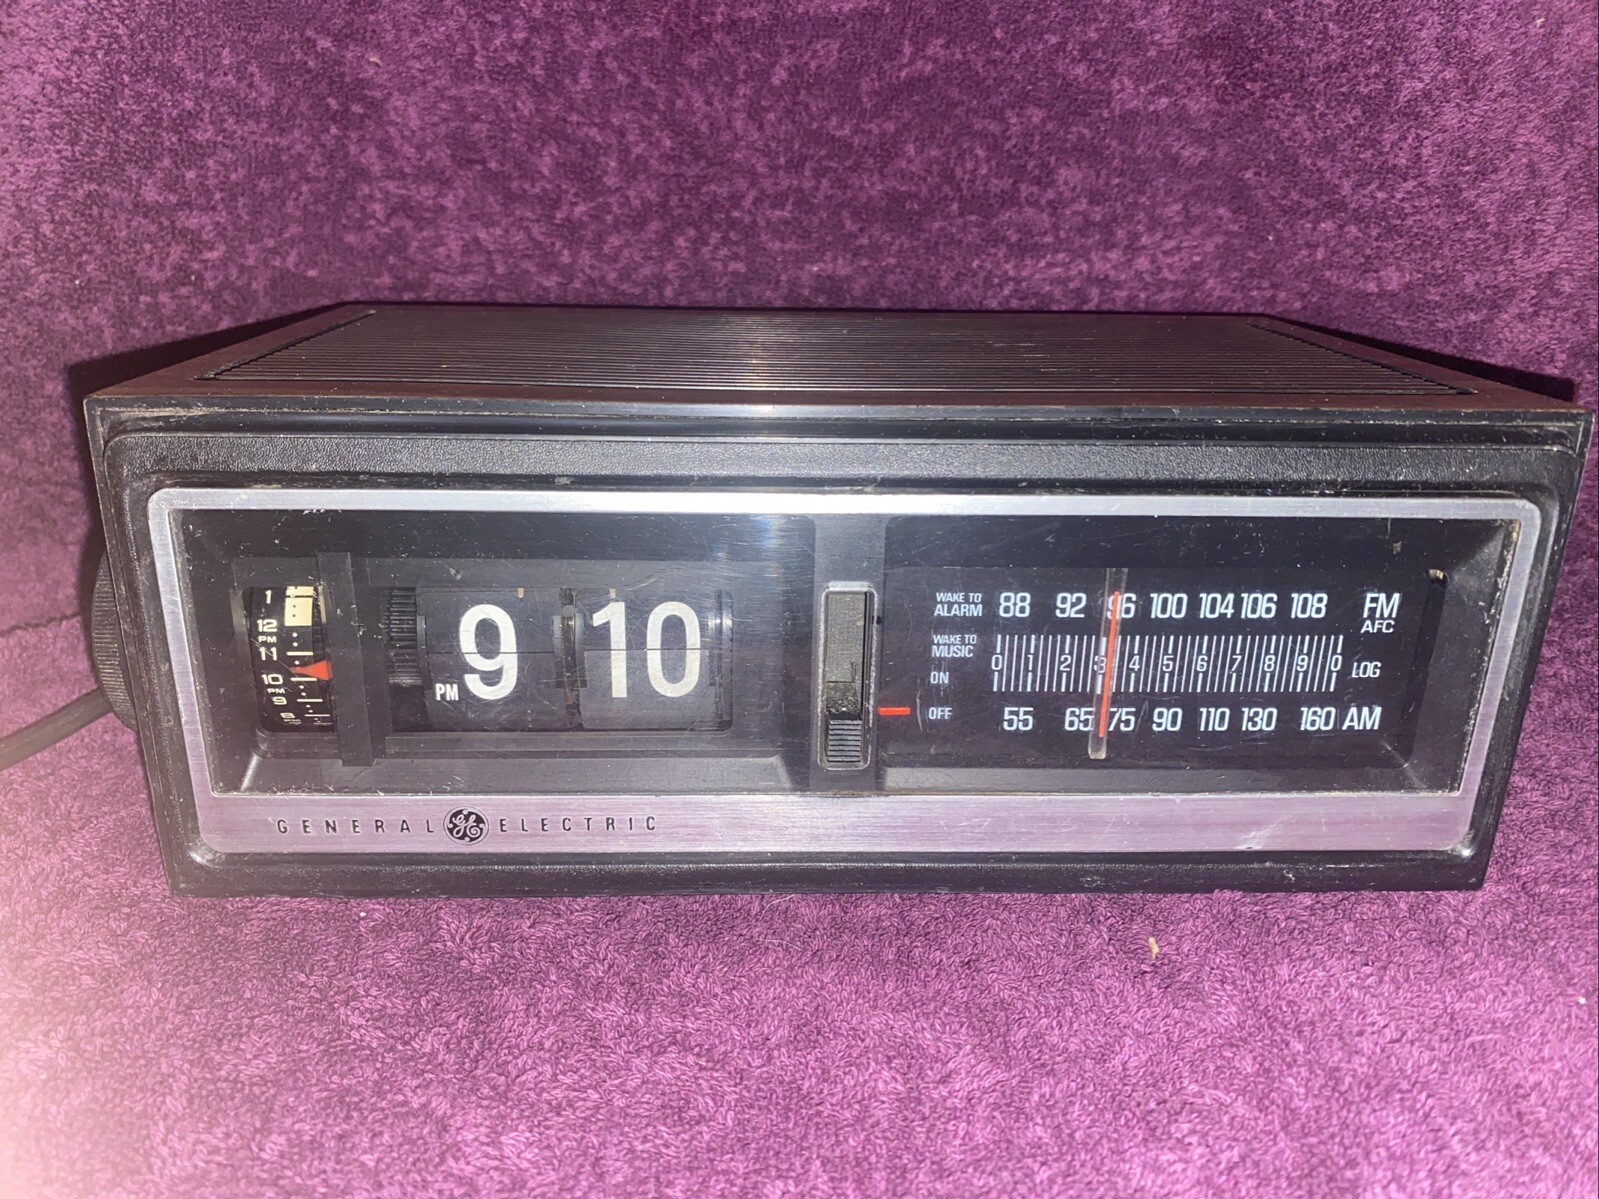 1
12
PM
11
10
PM
9
8
PM 9 10
WAKE TO
ALARM
WAKE TO
MUSIC
ON
OFF
88 92 96 100 104 106 108 FM
AFC
0 1 2 3 4 5 6 7 8 9 0 LOG
55 65 75 90 110 130 160 AM
GENERAL GE ELECTRIC